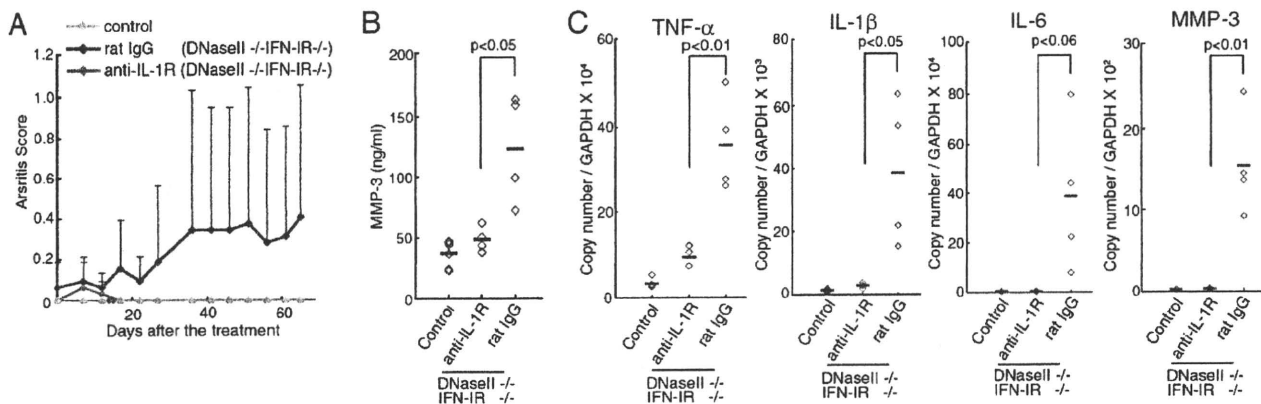 A
control
rat IgG (DNaseII -/-IFN-IR-/-)
anti-IL-1R (DNaseII -/-IFN-IR-/-)
Arsritis Score
1.2
1.0
0.8
0.6
0.4
0.2
0
20
40
60
Days after the treatment
B
p<0.05
MMP-3 (ng/ml)
200
150
100
50
0
Control
anti-IL-1R
rat IgG
DNaseII -/-
IFN-IR -/-
C
TNF-α
p<0.01
Copy number / GAPDH X 10⁴
60
40
20
0
Control
anti-IL-1R
rat IgG
DNaseII -/-
IFN-IR -/-
IL-1β
p<0.05
Copy number / GAPDH X 10³
80
60
40
20
0
Control
anti-IL-1R
rat IgG
DNaseII -/-
IFN-IR -/-
IL-6
p<0.06
Copy number / GAPDH X 10⁴
100
80
60
40
20
0
Control
anti-IL-1R
rat IgG
DNaseII -/-
IFN-IR -/-
MMP-3
p<0.01
Copy number / GAPDH X 10²
30
20
10
0
Control
anti-IL-1R
rat IgG
DNaseII -/-
IFN-IR -/-